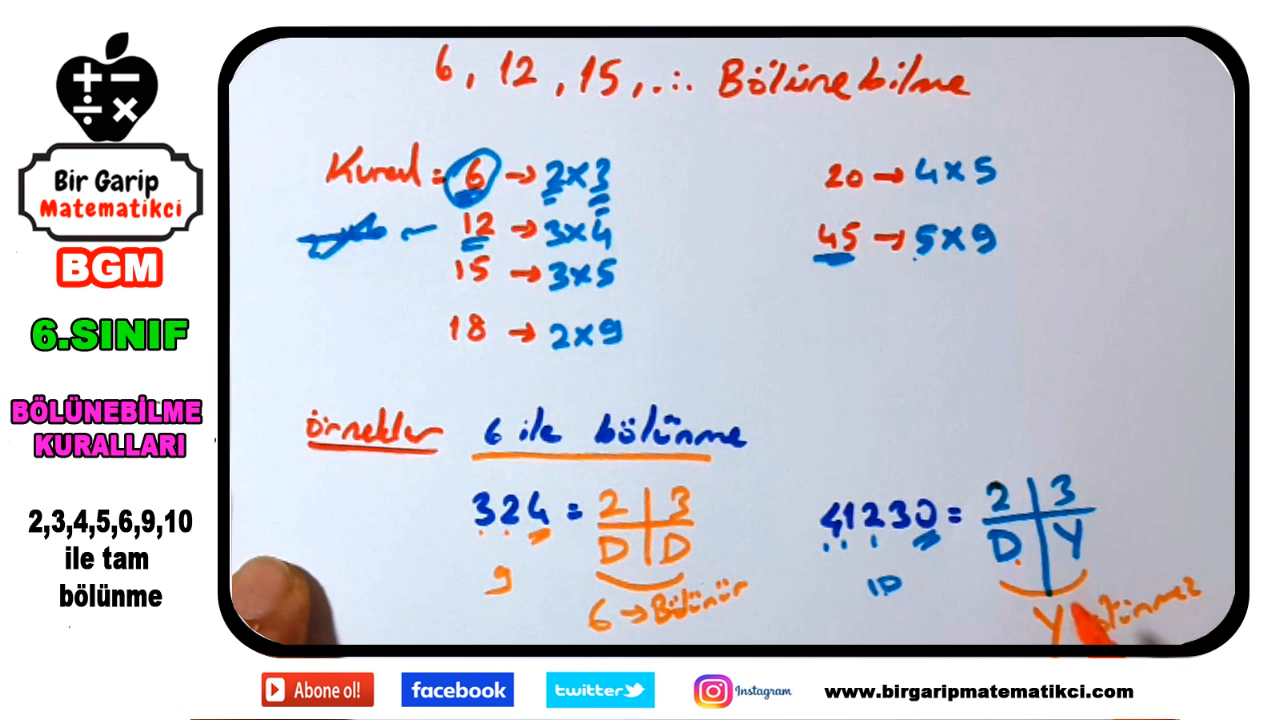 6, 12, 15, ... Bölünebilme
Kural = 6 → 2x3
12 → 3x4
15 → 3x5
18 → 2x9
20 → 4x5
45 → 5x9
Örnekler 6 ile bölünme
324 = 2 | 3
D | D
9
6 → Bölünür
41230 = 2 | 3
D | Y
10
Y
Bir Garip
Matematikci
BGM
6.SINIF
BÖLÜNEBİLME
KURALLARI
2,3,4,5,6,9,10
ile tam
bölünme
Abone ol!
facebook
twitter
Instagram
www.birgaripmatematikci.com